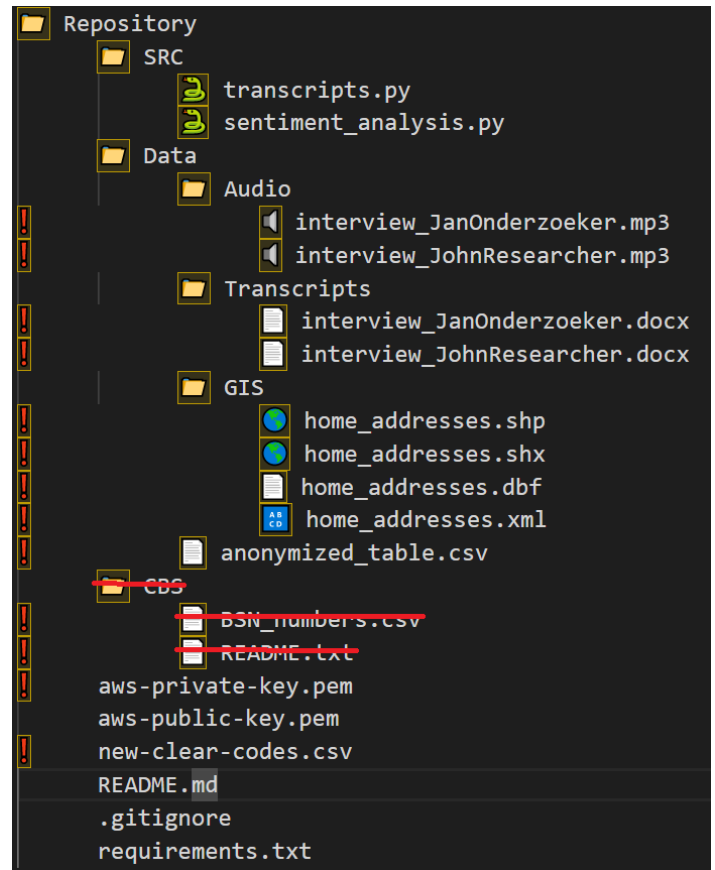 Repository
SRC
transcripts.py
sentiment_analysis.py
Data
Audio
❗ interview_JanOnderzoeker.mp3
❗ interview_JohnResearcher.mp3
Transcripts
❗ interview_JanOnderzoeker.docx
❗ interview_JohnResearcher.docx
GIS
❗ home_addresses.shp
❗ home_addresses.shx
❗ home_addresses.dbf
❗ home_addresses.xml
❗ anonymized_table.csv
CBS
❗ BSN_numbers.csv
❗ README.txt
❗ aws-private-key.pem
aws-public-key.pem
❗ new-clear-codes.csv
README.md
.gitignore
requirements.txt